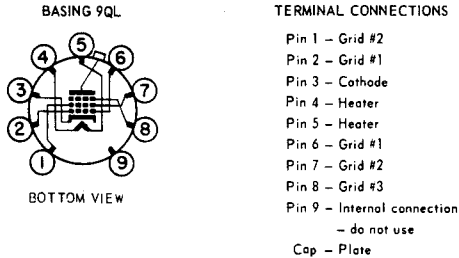 BASING 9QL
5
4
6
3
7
2
8
1
9
BOTTOM VIEW
TERMINAL CONNECTIONS
Pin 1 – Grid #2
Pin 2 – Grid #1
Pin 3 – Cathode
Pin 4 – Heater
Pin 5 – Heater
Pin 6 – Grid #1
Pin 7 – Grid #2
Pin 8 – Grid #3
Pin 9 – Internal connection
– do not use
Cap – Plate